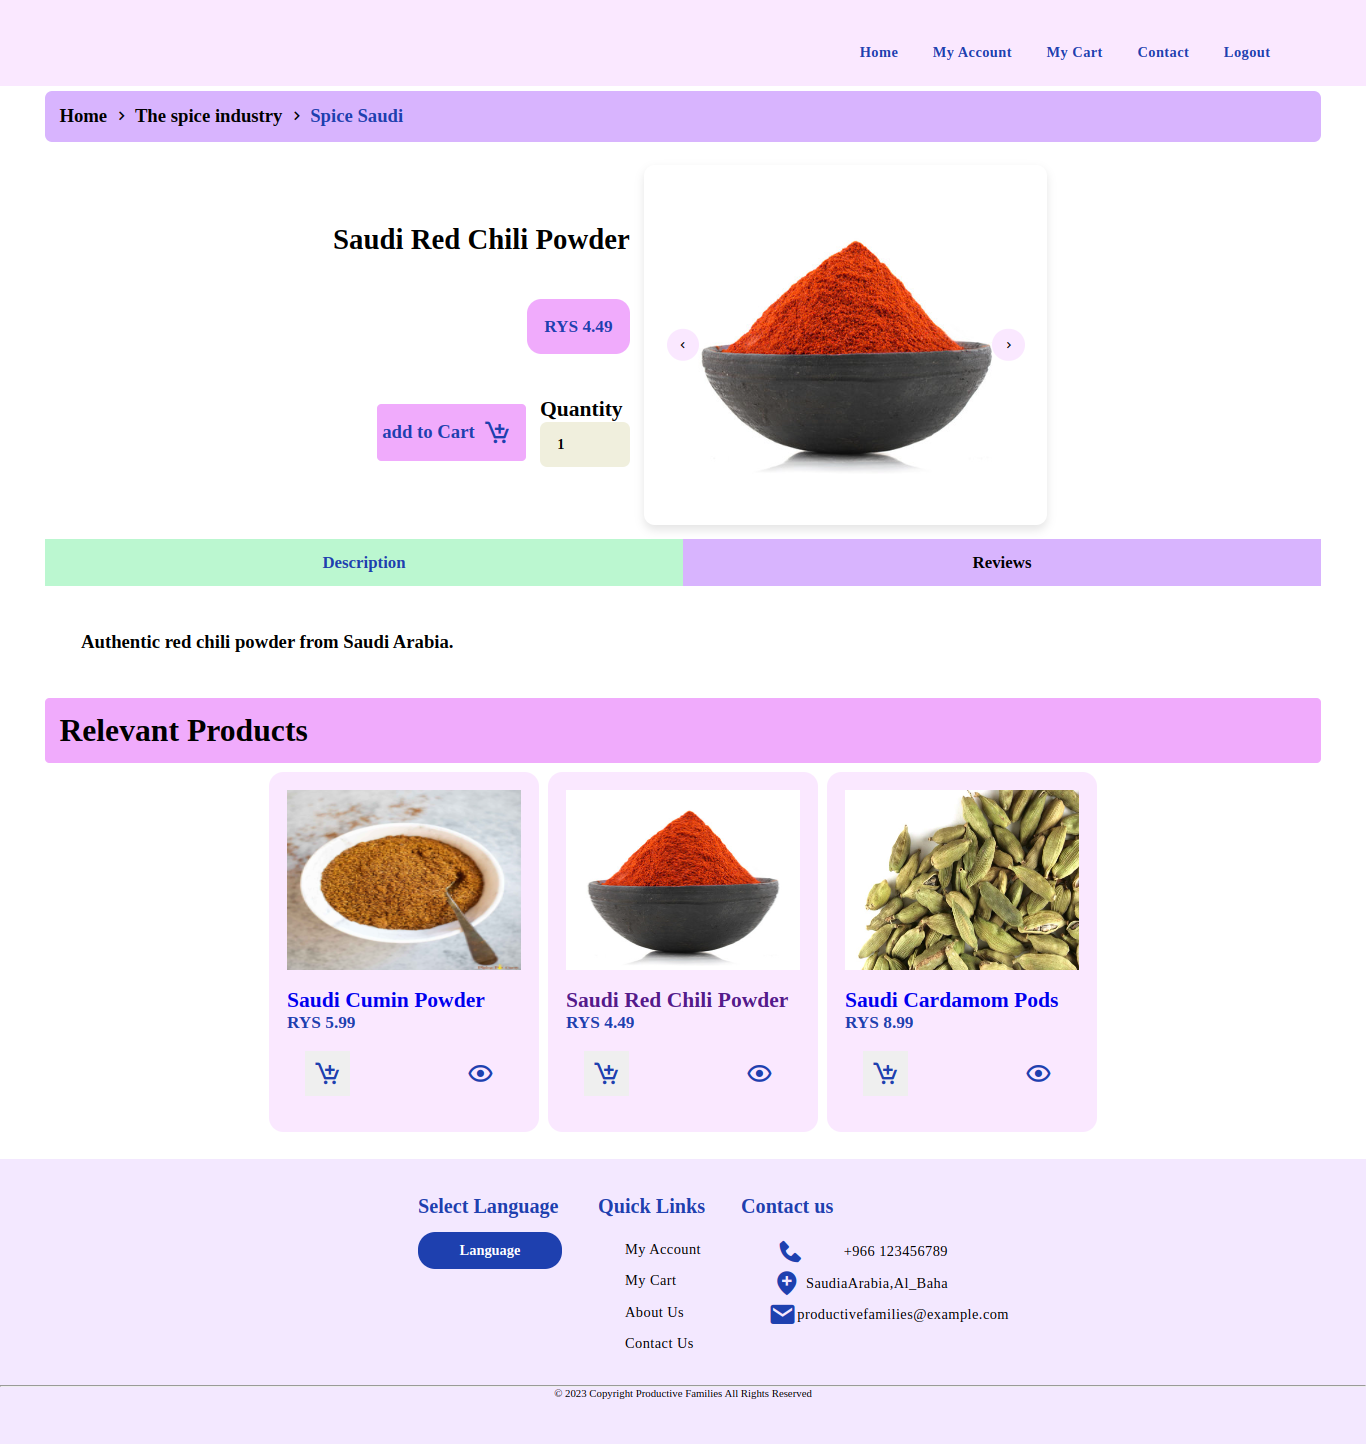 Home My Account My Cart Contact Logout
Home > The spice industry > Spice Saudi
Saudi Red Chili Powder
RYS 4.49
Quantity
add to Cart
1
Description Reviews
Authentic red chili powder from Saudi Arabia.
Relevant Products
Saudi Cumin Powder
RYS 5.99
Saudi Red Chili Powder
RYS 4.49
Saudi Cardamom Pods
RYS 8.99
Select Language
Language
Quick Links
My Account
My Cart
About Us
Contact Us
Contact us
+966 123456789
SaudiaArabia,Al_Baha
productivefamilies@example.com
© 2023 Copyright Productive Families All Rights Reserved